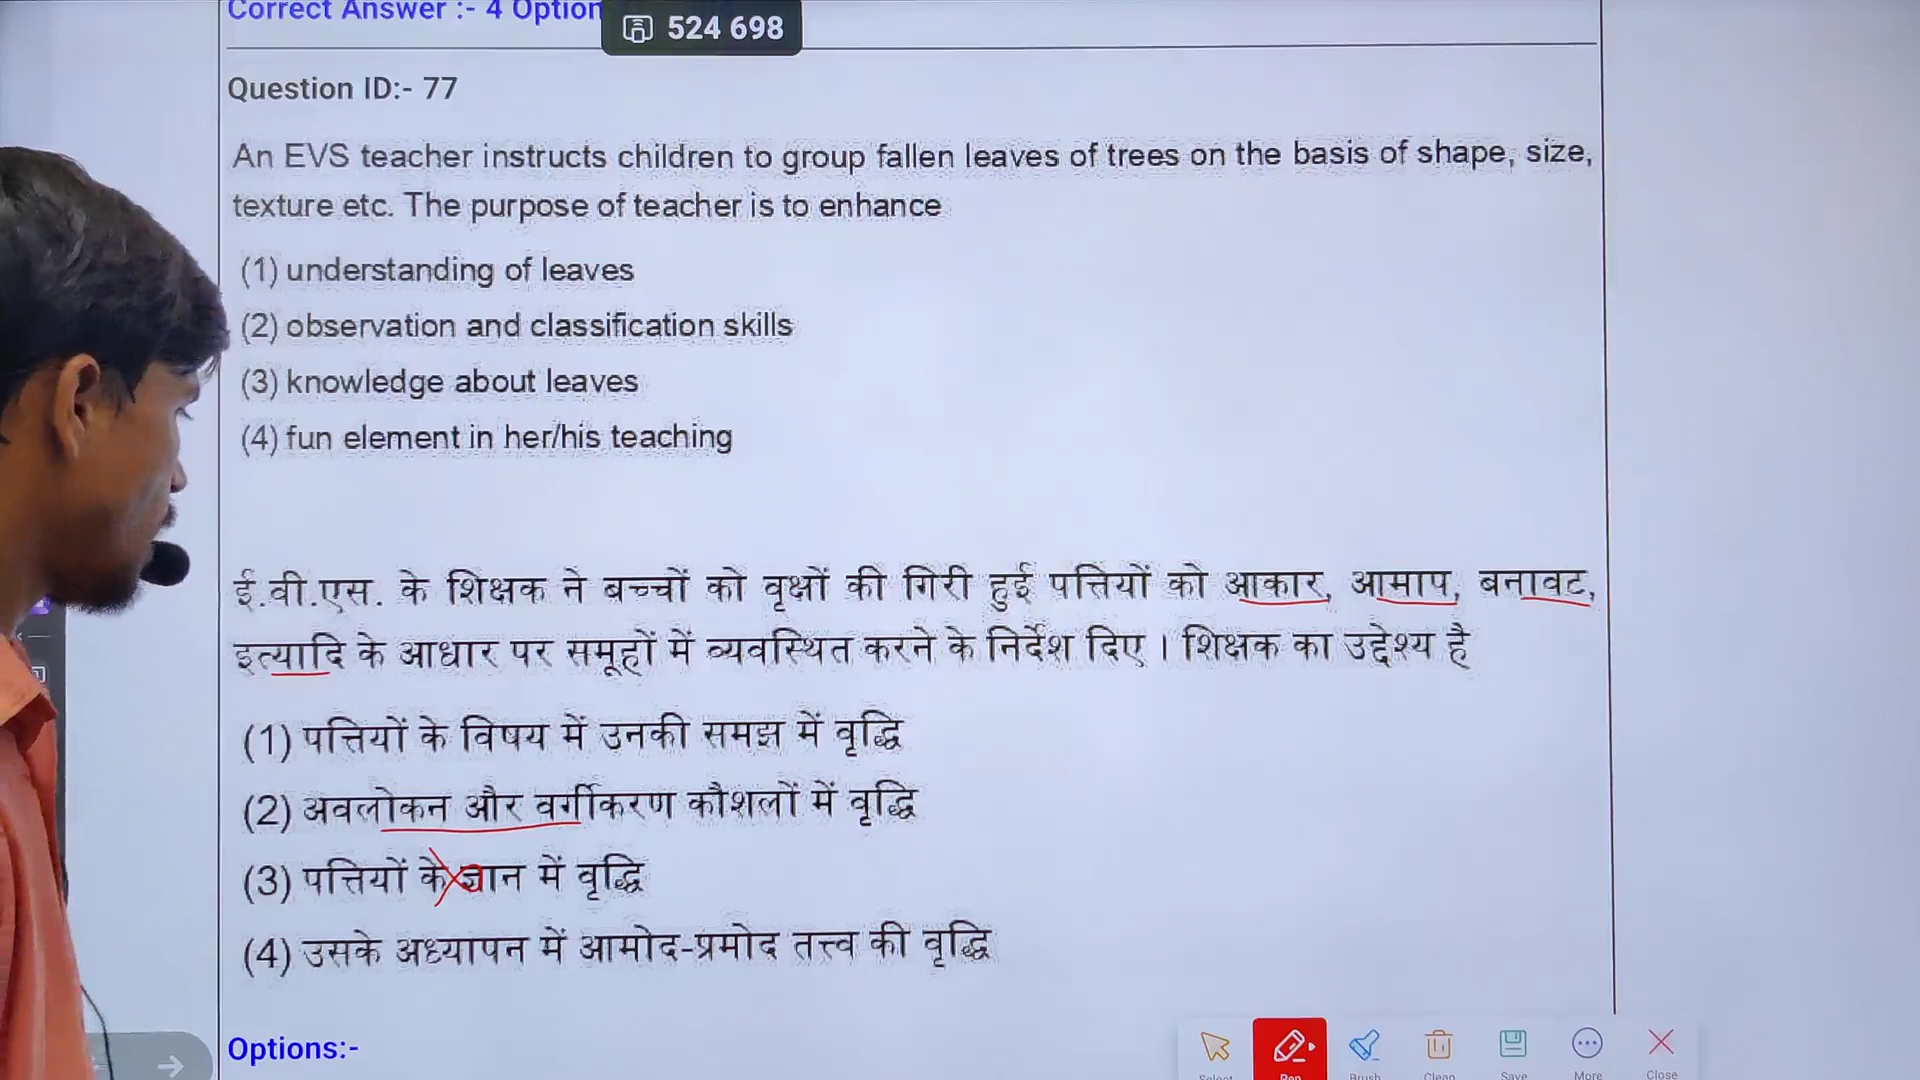 Correct Answer :- 4 Option
524 698
Question ID:- 77
An EVS teacher instructs children to group fallen leaves of trees on the basis of shape, size,
texture etc. The purpose of teacher is to enhance
(1) understanding of leaves
(2) observation and classification skills
(3) knowledge about leaves
(4) fun element in her/his teaching
ई.वी.एस. के शिक्षक ने बच्चों को वृक्षों की गिरी हुई पत्तियों को आकार, आमाप, बनावट,
इत्यादि के आधार पर समूहों में व्यवस्थित करने के निर्देश दिए । शिक्षक का उद्देश्य है
(1) पत्तियों के विषय में उनकी समझ में वृद्धि
(2) अवलोकन और वर्गीकरण कौशलों में वृद्धि
(3) पत्तियों के ज्ञान में वृद्धि
(4) उसके अध्यापन में आमोद-प्रमोद तत्त्व की वृद्धि
Options:-
Select Pen Brush Clean Save More Close